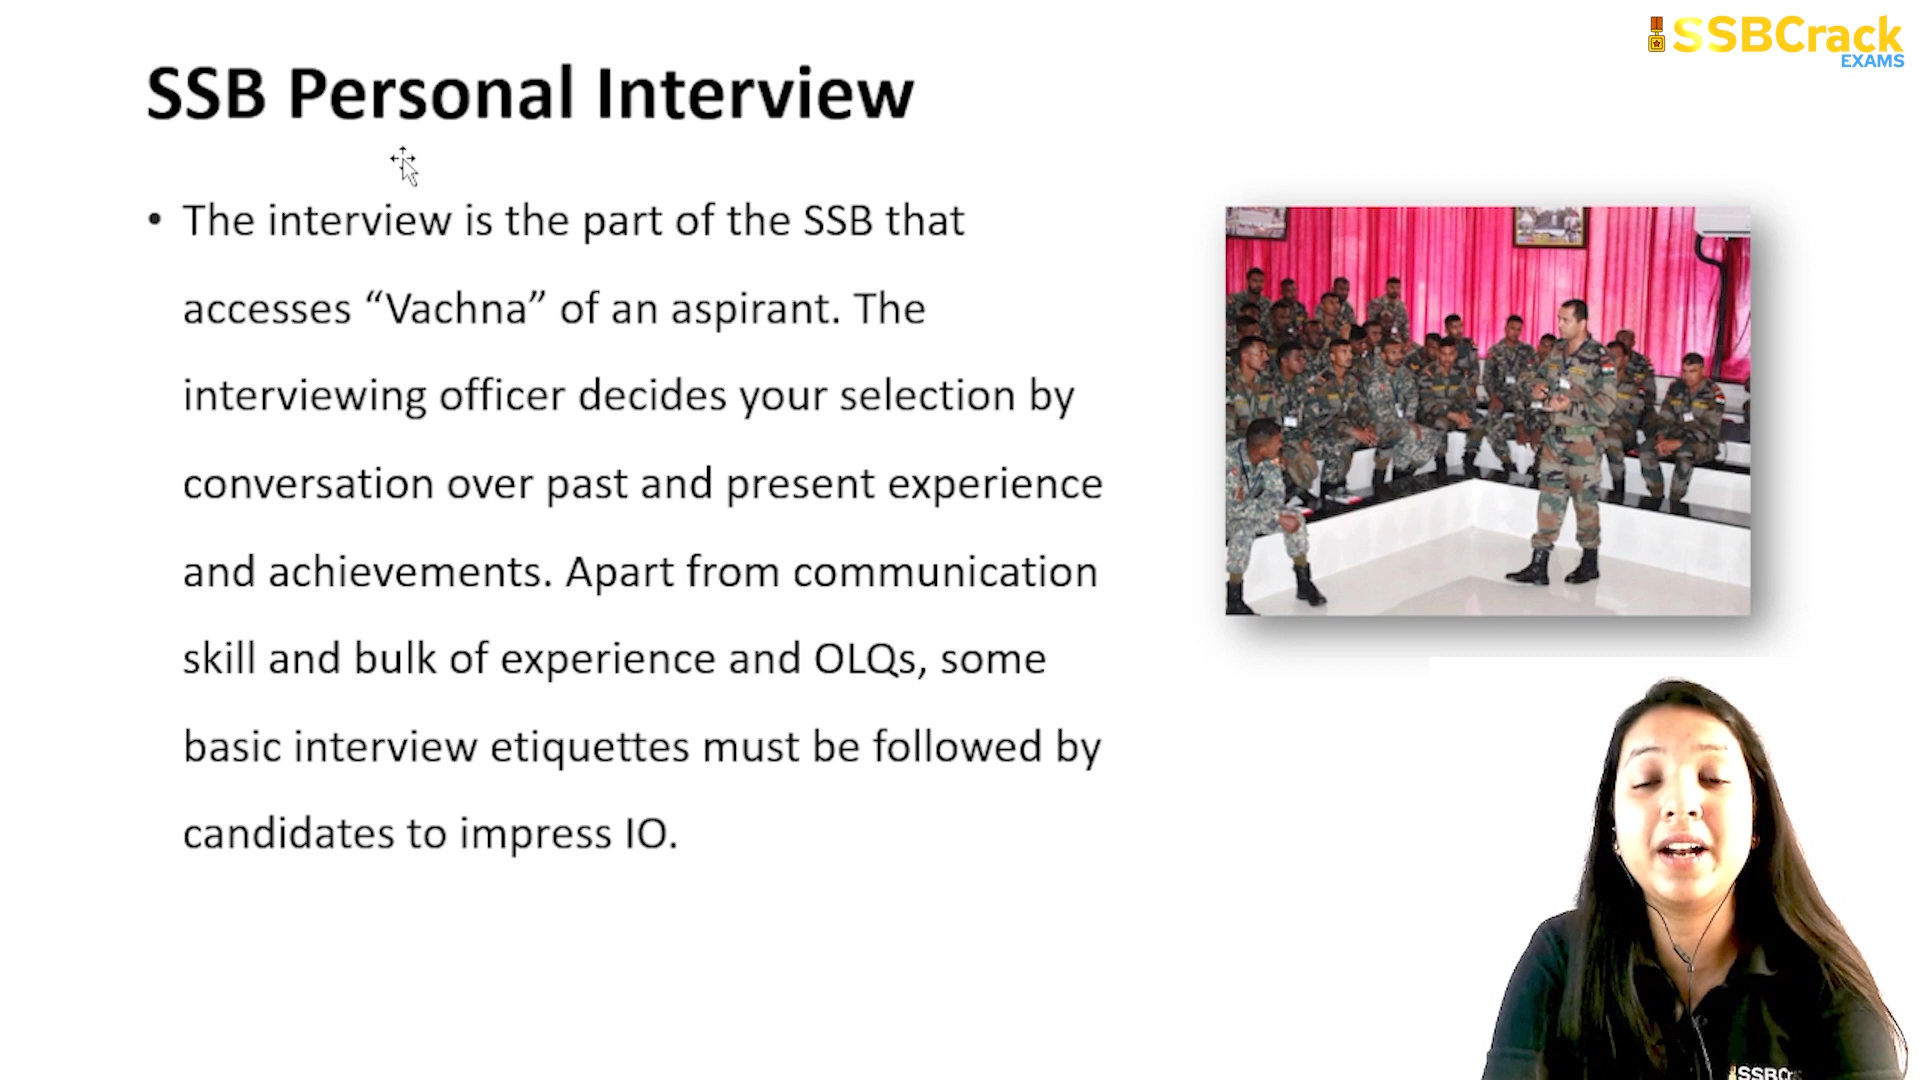 SSBCrack
EXAMS
SSB Personal Interview
• The interview is the part of the SSB that
accesses “Vachna” of an aspirant. The
interviewing officer decides your selection by
conversation over past and present experience
and achievements. Apart from communication
skill and bulk of experience and OLQs, some
basic interview etiquettes must be followed by
candidates to impress IO.